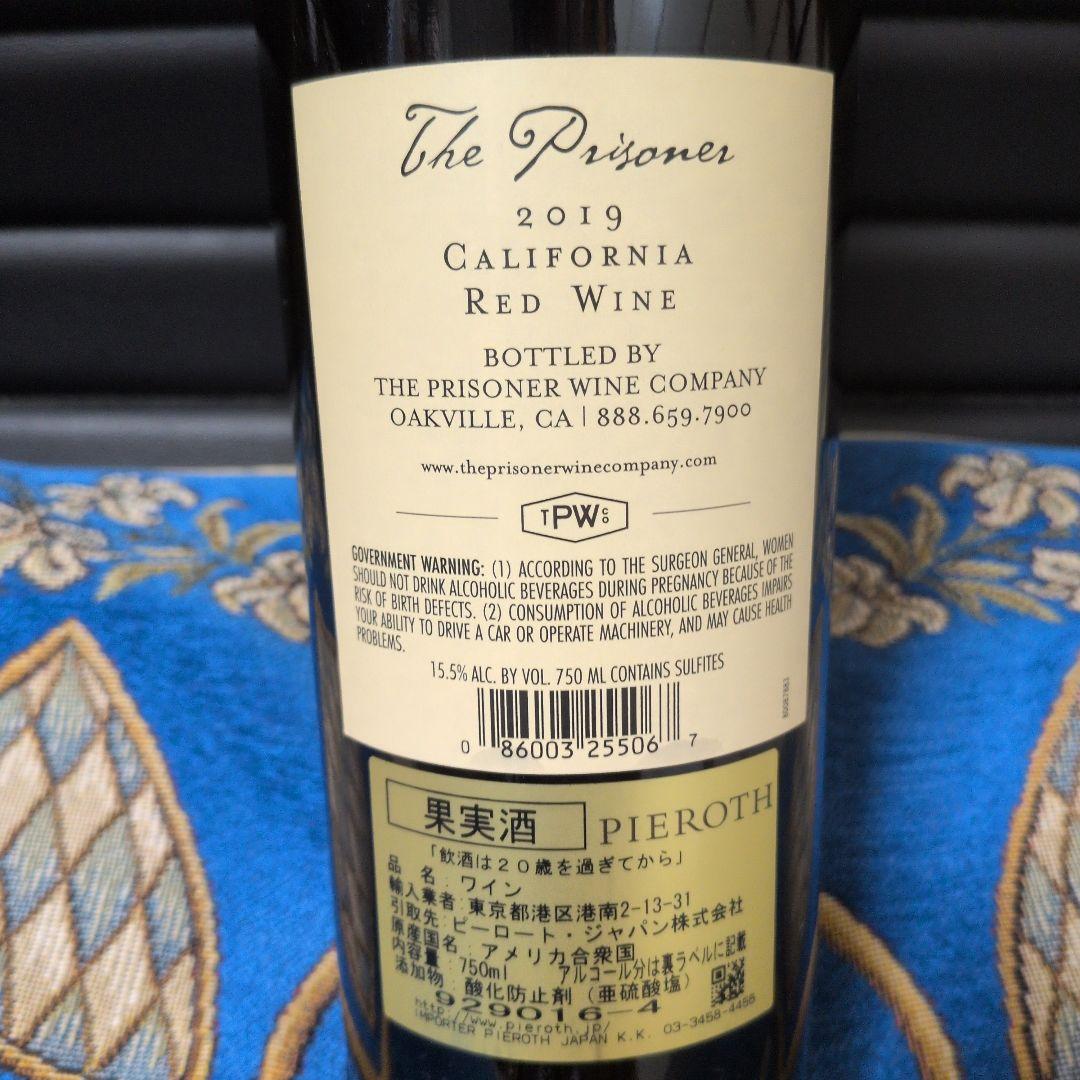 The Prisoner
2019
CALIFORNIA
RED WINE
BOTTLED BY
THE PRISONER WINE COMPANY
OAKVILLE, CA | 888.659.7900
www.theprisonerwinecompany.com
TPWCo
GOVERNMENT WARNING: (1) ACCORDING TO THE SURGEON GENERAL, WOMEN
SHOULD NOT DRINK ALCOHOLIC BEVERAGES DURING PREGNANCY BECAUSE OF THE
RISK OF BIRTH DEFECTS. (2) CONSUMPTION OF ALCOHOLIC BEVERAGES IMPAIRS
YOUR ABILITY TO DRIVE A CAR OR OPERATE MACHINERY, AND MAY CAUSE HEALTH
PROBLEMS.
15.5% ALC. BY VOL. 750 ML CONTAINS SULFITES
0 86003 25506 7
果実酒 PIEROTH
「飲酒は20歳を過ぎてから」
品名:ワイン
輸入業者:東京都港区港南2-13-31
引取先:ピーロート・ジャパン株式会社
原産国名:アメリカ合衆国
内容量:750ml アルコール分は裏ラベルに記載
添加物:酸化防止剤(亜硫酸塩)
929016-4
http://www.pieroth.jp/
IMPORTER PIEROTH JAPAN K.K. 03-3458-4455